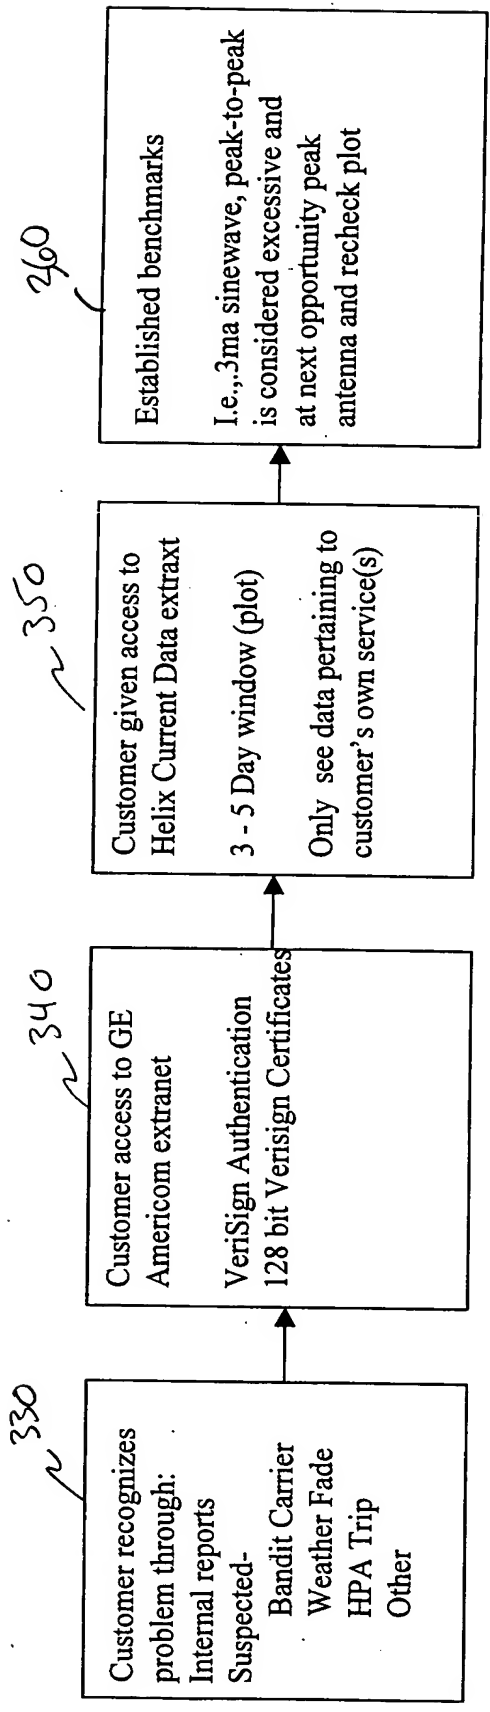 330
Customer recognizes
problem through:
Internal reports
Suspected-
Bandit Carrier
Weather Fade
HPA Trip
Other
340
Customer access to GE
Americom extranet
VeriSign Authentication
128 bit Verisign Certificates
350
Customer given access to
Helix Current Data extraxt
3 - 5 Day window (plot)
Only see data pertaining to
customer's own service(s)
360
Established benchmarks
I.e.,.3ma sinewave, peak-to-peak
is considered excessive and
at next opportunity peak
antenna and recheck plot